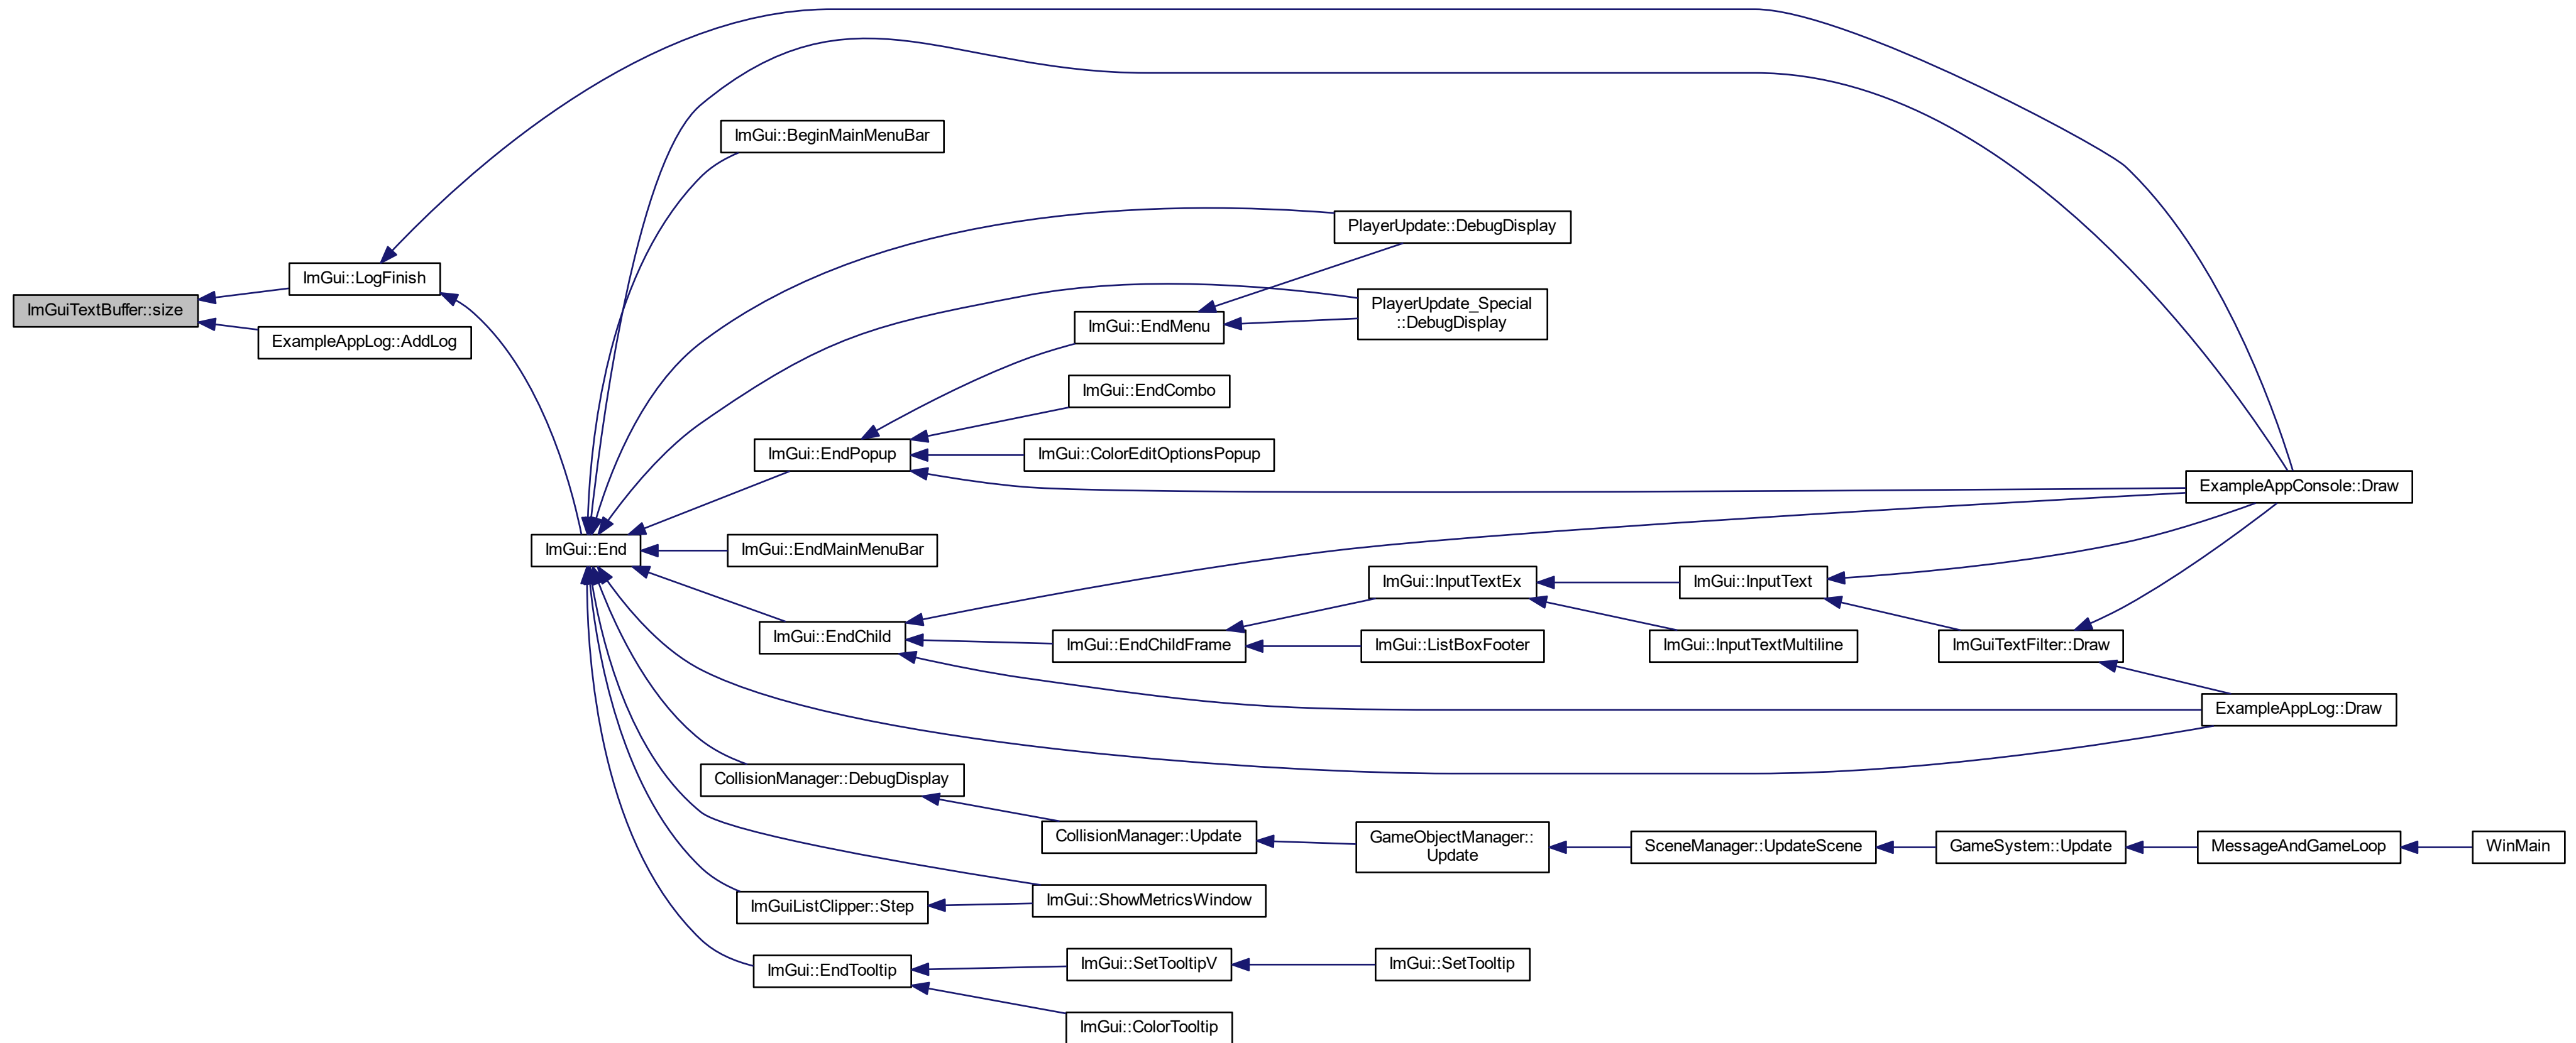 ImGui::BeginMainMenuBar
PlayerUpdate::DebugDisplay
ImGui::LogFinish
ImGuiTextBuffer::size
PlayerUpdate_Special
::DebugDisplay
ImGui::EndMenu
ExampleAppLog::AddLog
ImGui::EndCombo
ImGui::EndPopup
ImGui::ColorEditOptionsPopup
ExampleAppConsole::Draw
ImGui::End
ImGui::EndMainMenuBar
ImGui::InputTextEx
ImGui::InputText
ImGui::EndChild
ImGui::EndChildFrame
ImGui::ListBoxFooter
ImGui::InputTextMultiline
ImGuiTextFilter::Draw
ExampleAppLog::Draw
CollisionManager::DebugDisplay
CollisionManager::Update
GameObjectManager::
Update
SceneManager::UpdateScene
GameSystem::Update
MessageAndGameLoop
WinMain
ImGuiListClipper::Step
ImGui::ShowMetricsWindow
ImGui::EndTooltip
ImGui::SetTooltipV
ImGui::SetTooltip
ImGui::ColorTooltip